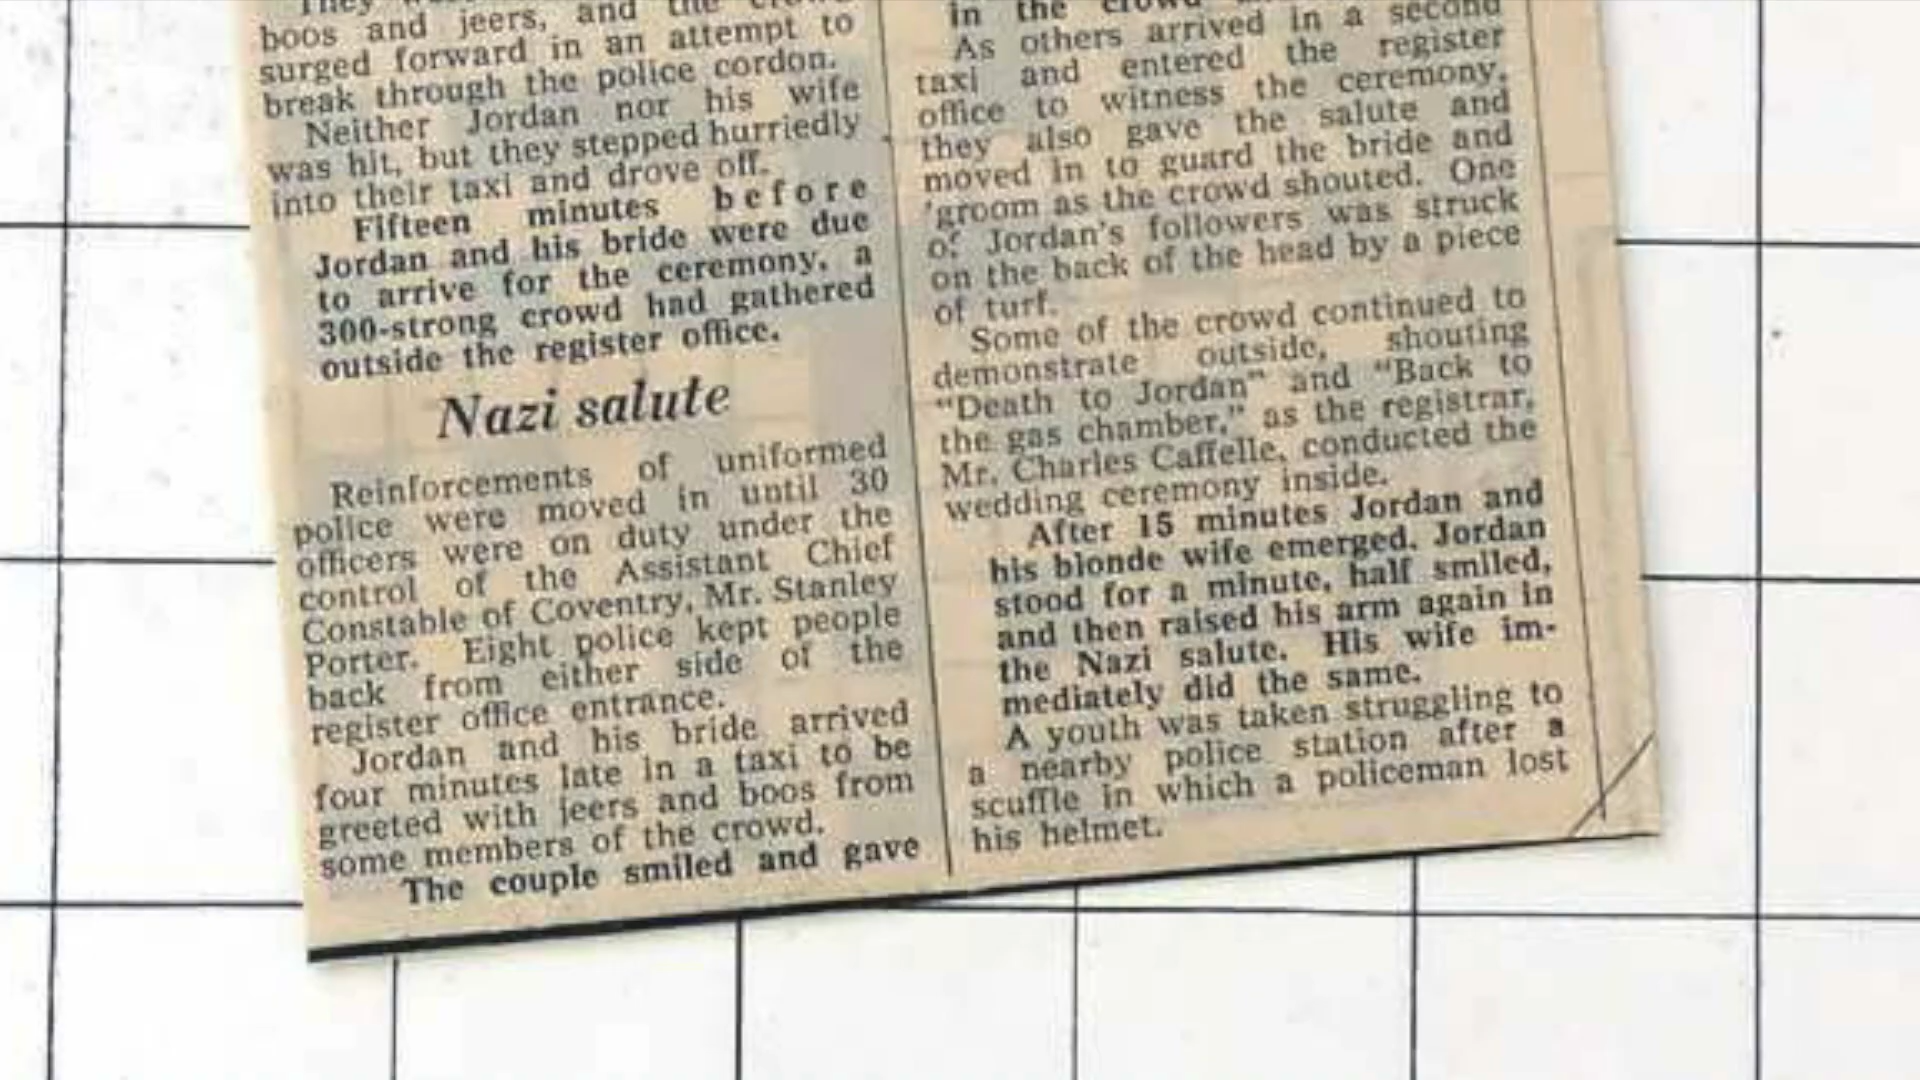 They
boos and jeers, and the
surged forward in an attempt to
break through the police cordon.
Neither Jordan nor his wife
was hit, but they stepped hurriedly
into their taxi and drove off.
Fifteen minutes before
Jordan and his bride were due
to arrive for the ceremony, a
300-strong crowd had gathered
outside the register office.
Nazi salute
Reinforcements of uniformed
police were moved in until 30
officers were on duty under the
control of the Assistant Chief
Constable of Coventry, Mr. Stanley
Porter. Eight police kept people
back from either side of the
register office entrance.
Jordan and his bride arrived
four minutes late in a taxi to be
greeted with jeers and boos from
some members of the crowd.
The couple smiled and gave
in the crowd
As others arrived in a second
taxi and entered the register
office to witness the ceremony,
they also gave the salute and
moved in to guard the bride and
'groom as the crowd shouted. One
of Jordan's followers was struck
on the back of the head by a piece
of turf.
Some of the crowd continued to
demonstrate outside, shouting
"Death to Jordan" and "Back to
the gas chamber," as the registrar,
Mr. Charles Caffelle, conducted the
wedding ceremony inside.
After 15 minutes Jordan and
his blonde wife emerged. Jordan
stood for a minute, half smiled,
and then raised his arm again in
the Nazi salute. His wife im-
mediately did the same.
A youth was taken struggling to
a nearby police station after a
scuffle in which a policeman lost
his helmet.